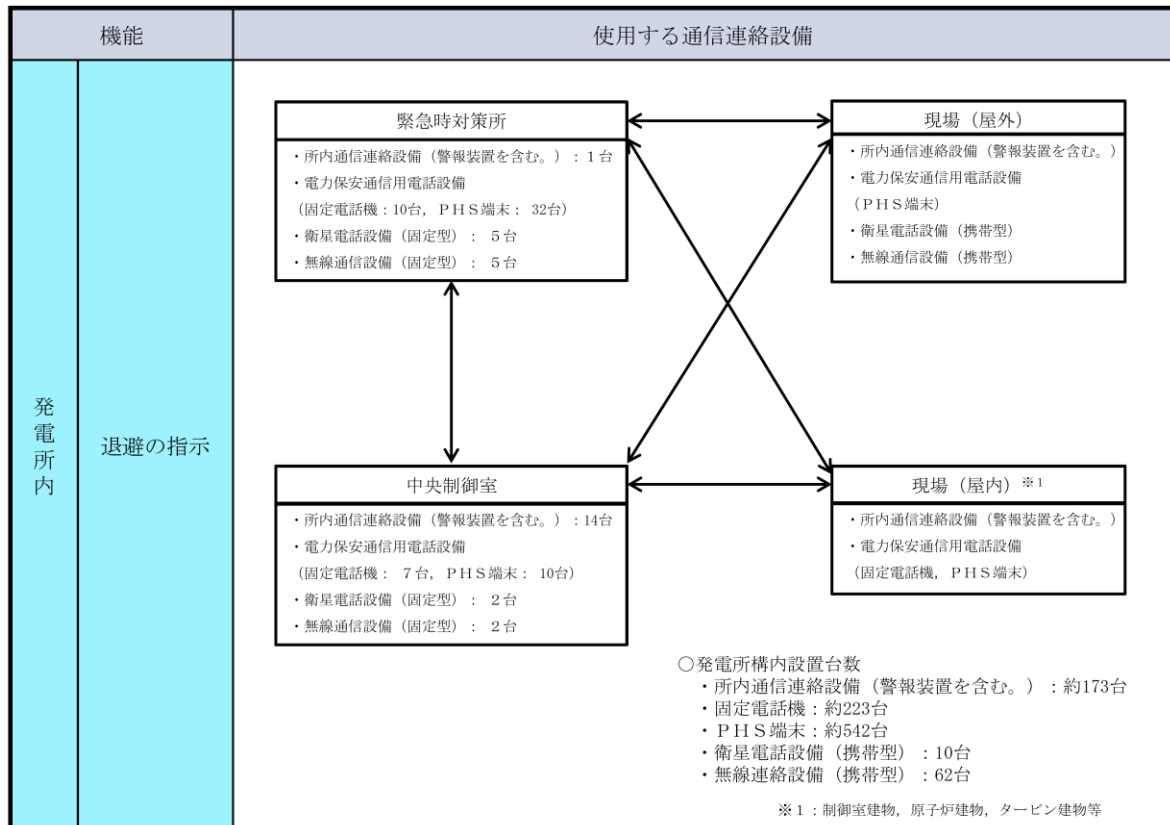 機能
使用する通信連絡設備
発電所内
退避の指示
緊急時対策所
・所内通信連絡設備（警報装置を含む。）：１台
・電力保安通信用電話設備
（固定電話機：10台，ＰＨＳ端末： 32台）
・衛星電話設備（固定型）： ５台
・無線通信設備（固定型）： ５台
現場（屋外）
・所内通信連絡設備（警報装置を含む。）
・電力保安通信用電話設備
（ＰＨＳ端末）
・衛星電話設備（携帯型）
・無線通信設備（携帯型）
中央制御室
・所内通信連絡設備（警報装置を含む。）：14台
・電力保安通信用電話設備
（固定電話機： ７台，ＰＨＳ端末： 10台）
・衛星電話設備（固定型）： ２台
・無線通信設備（固定型）： ２台
現場（屋内）※１
・所内通信連絡設備（警報装置を含む。）
・電力保安通信用電話設備
（固定電話機，ＰＨＳ端末）
○発電所構内設置台数
・所内通信連絡設備（警報装置を含む。）：約173台
・固定電話機：約223台
・ＰＨＳ端末：約542台
・衛星電話設備（携帯型）：10台
・無線連絡設備（携帯型）：62台
※１：制御室建物，原子炉建物，タービン建物等